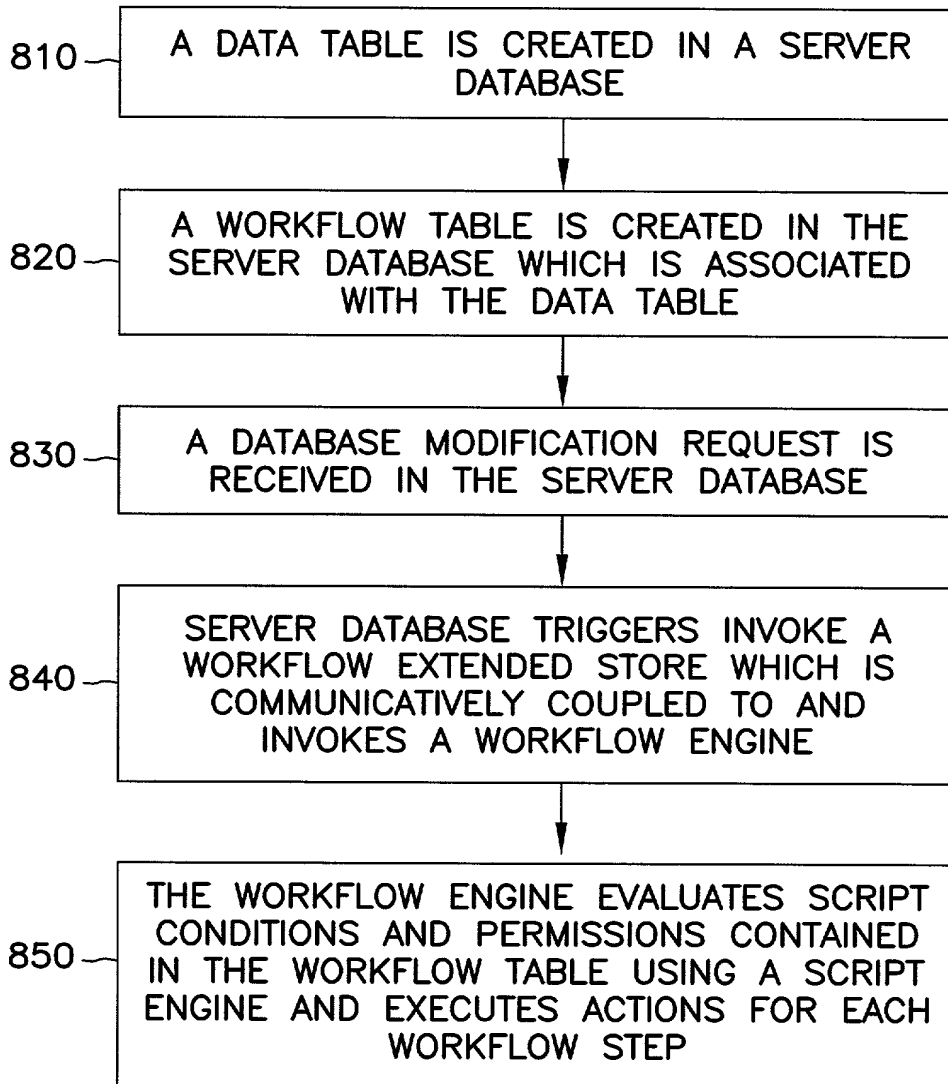 810
A DATA TABLE IS CREATED IN A SERVER
DATABASE
820
A WORKFLOW TABLE IS CREATED IN THE
SERVER DATABASE WHICH IS ASSOCIATED
WITH THE DATA TABLE
830
A DATABASE MODIFICATION REQUEST IS
RECEIVED IN THE SERVER DATABASE
840
SERVER DATABASE TRIGGERS INVOKE A
WORKFLOW EXTENDED STORE WHICH IS
COMMUNICATIVELY COUPLED TO AND
INVOKES A WORKFLOW ENGINE
850
THE WORKFLOW ENGINE EVALUATES SCRIPT
CONDITIONS AND PERMISSIONS CONTAINED
IN THE WORKFLOW TABLE USING A SCRIPT
ENGINE AND EXECUTES ACTIONS FOR EACH
WORKFLOW STEP